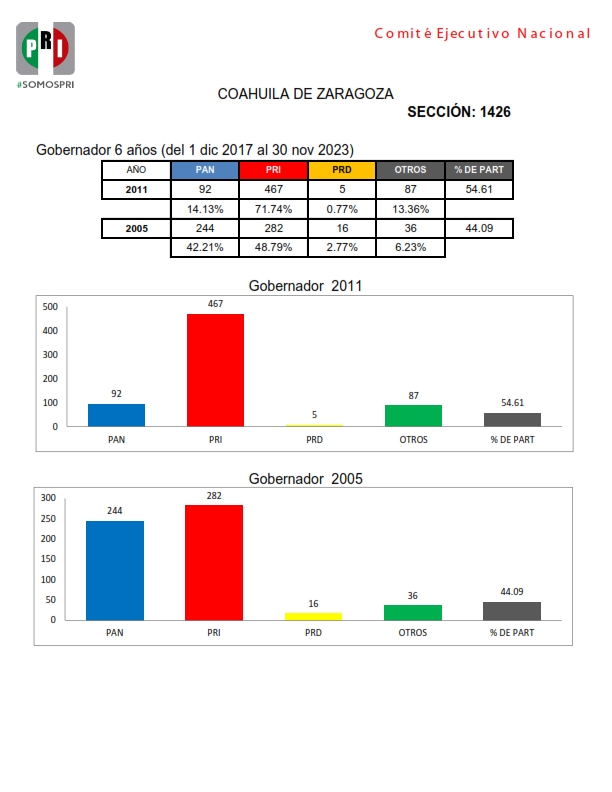 PRI
#SOMOSPRI
Comité Ejecutivo Nacional
COAHUILA DE ZARAGOZA
SECCIÓN: 1426
Gobernador 6 años (del 1 dic 2017 al 30 nov 2023)
AÑO PAN PRI PRD OTROS % DE PART
2011 92 467 5 87 54.61
14.13% 71.74% 0.77% 13.36%
2005 244 282 16 36 44.09
42.21% 48.79% 2.77% 6.23%
Gobernador 2011
500
400
300
200
100
0
92
467
5
87
54.61
PAN PRI PRD OTROS % DE PART
Gobernador 2005
300
250
200
150
100
50
0
244
282
16
36
44.09
PAN PRI PRD OTROS % DE PART